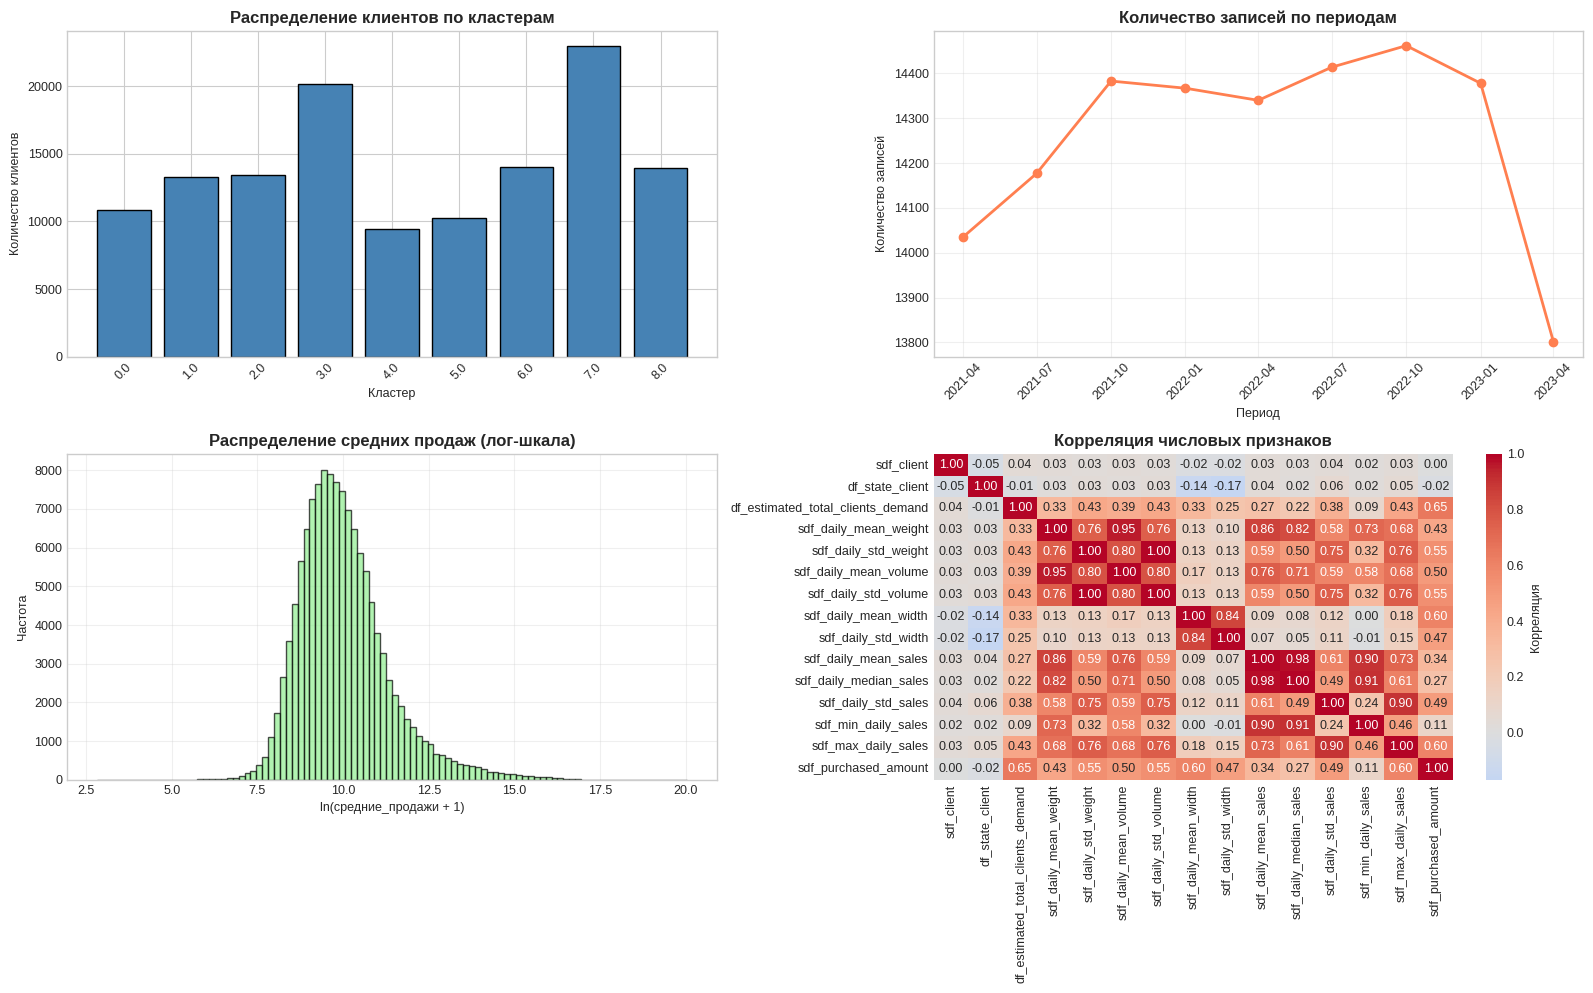 Распределение клиентов по кластерам
Количество клиентов
20000
15000
10000
5000
0
0.0 1.0 2.0 3.0 4.0 5.0 6.0 7.0 8.0
Кластер
Количество записей по периодам
Количество записей
14400
14300
14200
14100
14000
13900
13800
2021-04 2021-07 2021-10 2022-01 2022-04 2022-07 2022-10 2023-01 2023-04
Период
Распределение средних продаж (лог-шкала)
Частота
8000
7000
6000
5000
4000
3000
2000
1000
0
2.5 5.0 7.5 10.0 12.5 15.0 17.5 20.0
ln(средние_продажи + 1)
Корреляция числовых признаков
sdf_client 1.00 -0.05 0.04 0.03 0.03 0.03 0.03 -0.02 -0.02 0.03 0.03 0.04 0.02 0.03 0.00
df_state_client -0.05 1.00 -0.01 0.03 0.03 0.03 0.03 -0.14 -0.17 0.04 0.02 0.06 0.02 0.05 -0.02
df_estimated_total_clients_demand 0.04 -0.01 1.00 0.33 0.43 0.39 0.43 0.33 0.25 0.27 0.22 0.38 0.09 0.43 0.65
sdf_daily_mean_weight 0.03 0.03 0.33 1.00 0.76 0.95 0.76 0.13 0.10 0.86 0.82 0.58 0.73 0.68 0.43
sdf_daily_std_weight 0.03 0.03 0.43 0.76 1.00 0.80 1.00 0.13 0.13 0.59 0.50 0.75 0.32 0.76 0.55
sdf_daily_mean_volume 0.03 0.03 0.39 0.95 0.80 1.00 0.80 0.17 0.13 0.76 0.71 0.59 0.58 0.68 0.50
sdf_daily_std_volume 0.03 0.03 0.43 0.76 1.00 0.80 1.00 0.13 0.13 0.59 0.50 0.75 0.32 0.76 0.55
sdf_daily_mean_width -0.02 -0.14 0.33 0.13 0.13 0.17 0.13 1.00 0.84 0.09 0.08 0.12 0.00 0.18 0.60
sdf_daily_std_width -0.02 -0.17 0.25 0.10 0.13 0.13 0.13 0.84 1.00 0.07 0.05 0.11 -0.01 0.15 0.47
sdf_daily_mean_sales 0.03 0.04 0.27 0.86 0.59 0.76 0.59 0.09 0.07 1.00 0.98 0.61 0.90 0.73 0.34
sdf_daily_median_sales 0.03 0.02 0.22 0.82 0.50 0.71 0.50 0.08 0.05 0.98 1.00 0.49 0.91 0.61 0.27
sdf_daily_std_sales 0.04 0.06 0.38 0.58 0.75 0.59 0.75 0.12 0.11 0.61 0.49 1.00 0.24 0.90 0.49
sdf_min_daily_sales 0.02 0.02 0.09 0.73 0.32 0.58 0.32 0.00 -0.01 0.90 0.91 0.24 1.00 0.46 0.11
sdf_max_daily_sales 0.03 0.05 0.43 0.68 0.76 0.68 0.76 0.18 0.15 0.73 0.61 0.90 0.46 1.00 0.60
sdf_purchased_amount 0.00 -0.02 0.65 0.43 0.55 0.50 0.55 0.60 0.47 0.34 0.27 0.49 0.11 0.60 1.00
sdf_client
df_state_client
df_estimated_total_clients_demand
sdf_daily_mean_weight
sdf_daily_std_weight
sdf_daily_mean_volume
sdf_daily_std_volume
sdf_daily_mean_width
sdf_daily_std_width
sdf_daily_mean_sales
sdf_daily_median_sales
sdf_daily_std_sales
sdf_min_daily_sales
sdf_max_daily_sales
sdf_purchased_amount
1.0
0.8
0.6
0.4
0.2
0.0
Корреляция